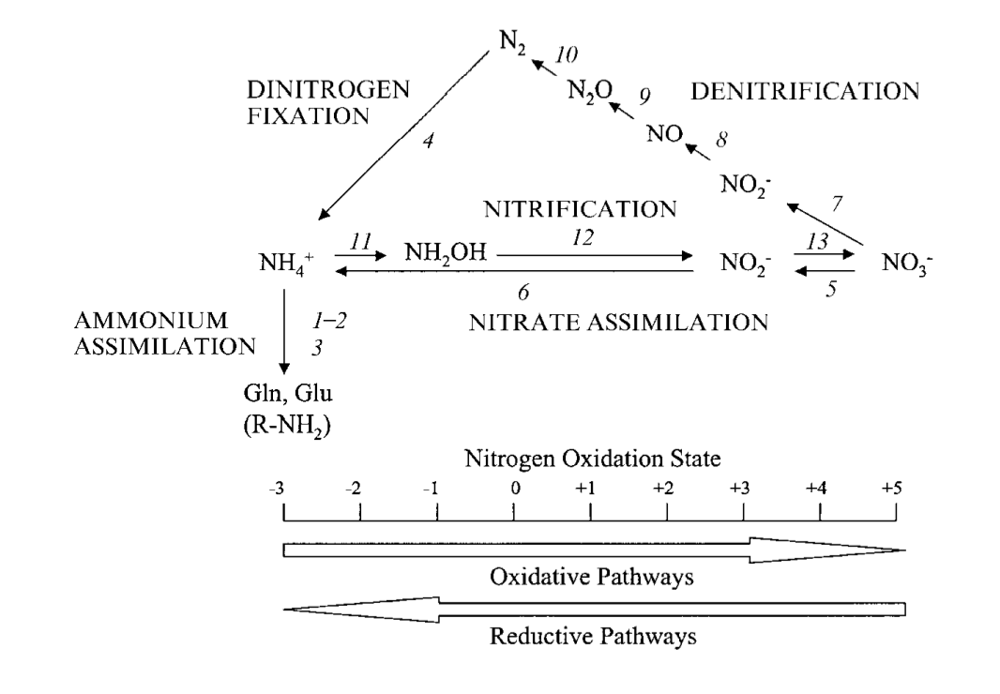 N₂
10
DINITROGEN
FIXATION
N₂O
9
DENITRIFICATION
4
NO
8
NO₂⁻
7
NITRIFICATION
11
12
13
NH₄⁺
NH₂OH
NO₂⁻
NO₃⁻
6
5
NITRATE ASSIMILATION
AMMONIUM
ASSIMILATION
1–2
3
Gln, Glu
(R-NH₂)
Nitrogen Oxidation State
-3 -2 -1 0 +1 +2 +3 +4 +5
Oxidative Pathways
Reductive Pathways